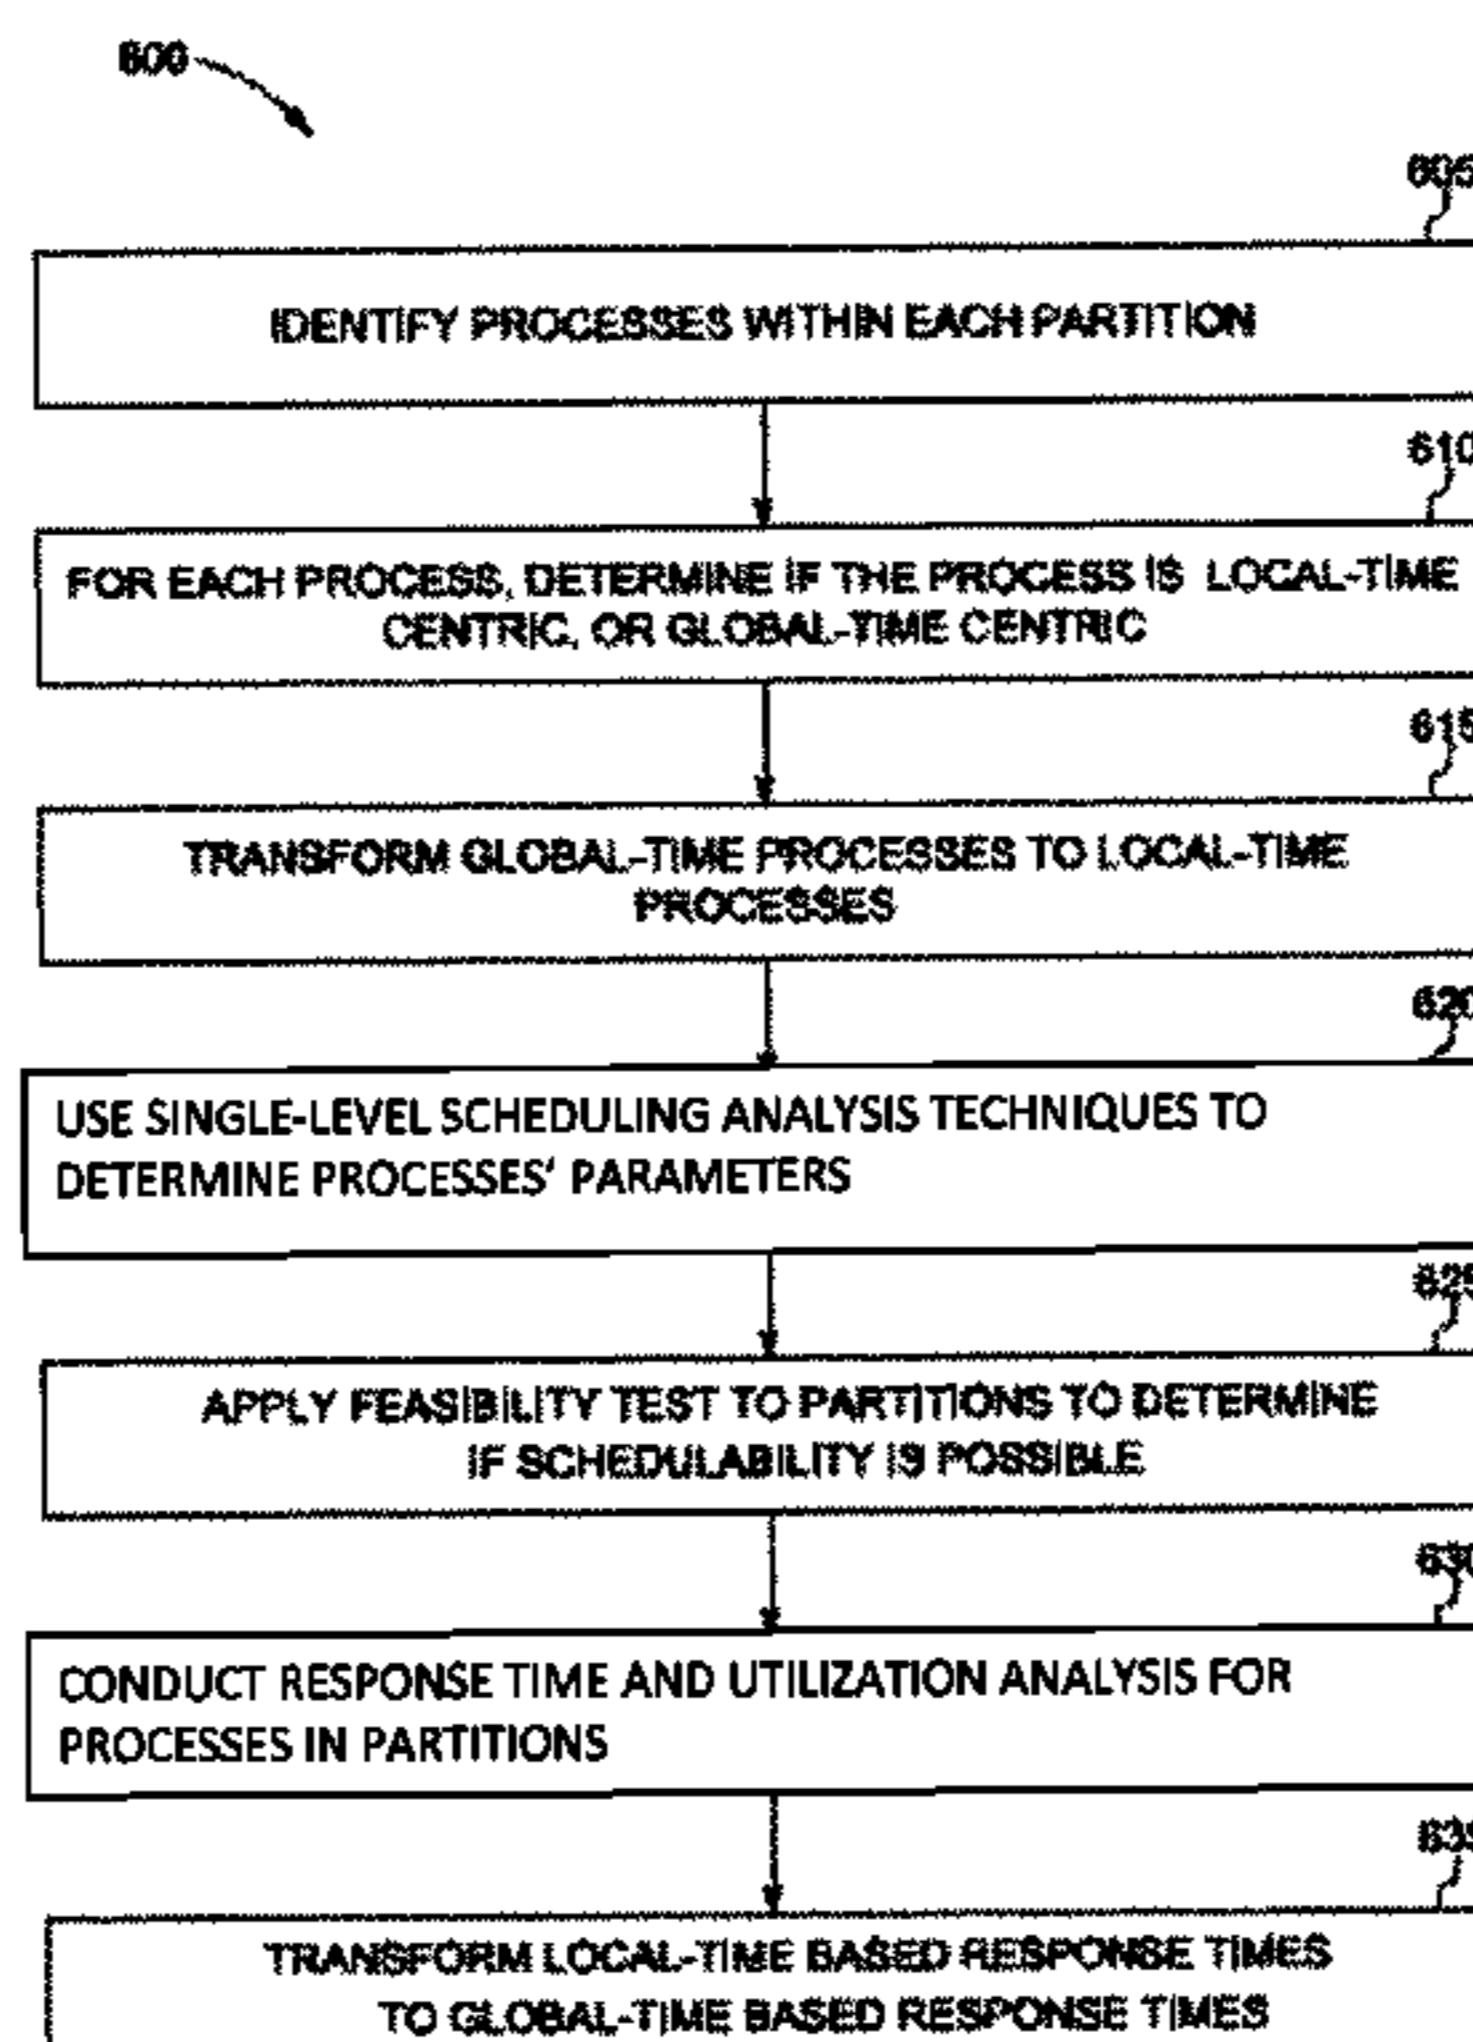 600
605
IDENTIFY PROCESSES WITHIN EACH PARTITION
610
FOR EACH PROCESS, DETERMINE IF THE PROCESS IS LOCAL-TIME
CENTRIC, OR GLOBAL-TIME CENTRIC
615
TRANSFORM GLOBAL-TIME PROCESSES TO LOCAL-TIME
PROCESSES
620
USE SINGLE-LEVEL SCHEDULING ANALYSIS TECHNIQUES TO
DETERMINE PROCESSES' PARAMETERS
625
APPLY FEASIBILITY TEST TO PARTITIONS TO DETERMINE
IF SCHEDULABILITY IS POSSIBLE
630
CONDUCT RESPONSE TIME AND UTILIZATION ANALYSIS FOR
PROCESSES IN PARTITIONS
635
TRANSFORM LOCAL-TIME BASED RESPONSE TIMES
TO GLOBAL-TIME BASED RESPONSE TIMES